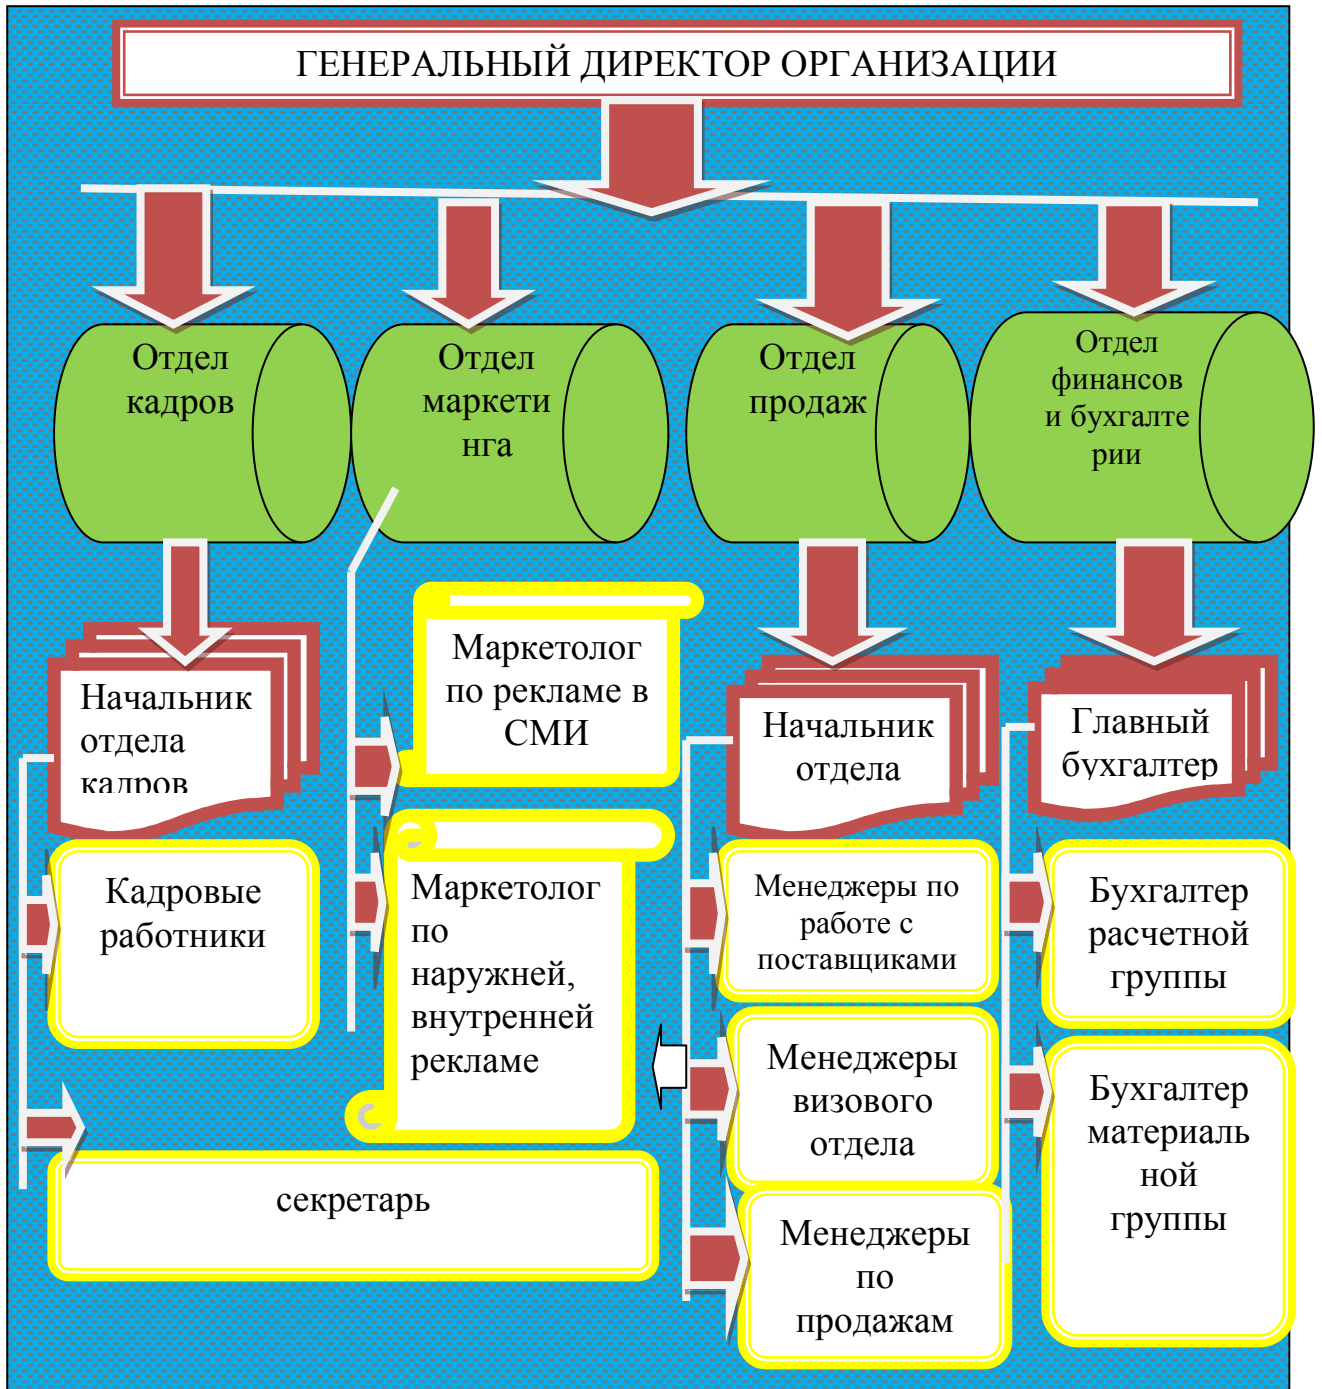 ГЕНЕРАЛЬНЫЙ ДИРЕКТОР ОРГАНИЗАЦИИ
Отдел
кадров
Отдел
маркети
нга
Отдел
продаж
Отдел
финансов
и бухгалте
рии
Начальник
отдела
кадров
Маркетолог
по рекламе в
СМИ
Начальник
отдела
Главный
бухгалтер
Кадровые
работники
Маркетолог
по
наружней,
внутренней
рекламе
Менеджеры по
работе с
поставщиками
Бухгалтер
расчетной
группы
Менеджеры
визового
отдела
Бухгалтер
материаль
ной
группы
секретарь
Менеджеры
по
продажам